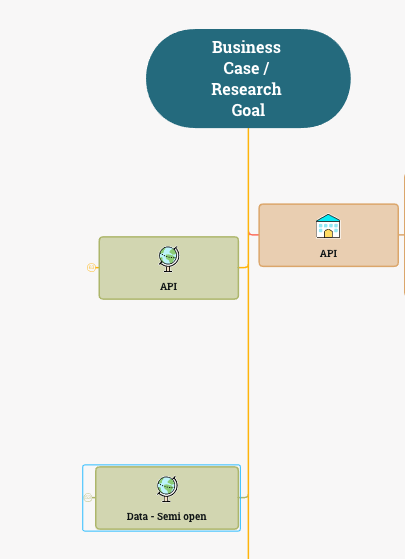 Business
Case /
Research
Goal
API
API
Data - Semi open